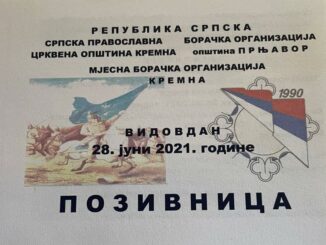 РЕПУБЛИКА СРПСКА
СРПСКА ПРАВОСЛАВНА БОРАЧКА ОРГАНИЗАЦИЈА
ЦРКВЕНА ОПШТИНА КРЕМНА општина ПРЊАВОР
МЈЕСНА БОРАЧКА ОРГАНИЗАЦИЈА
КРЕМНА
1990
ВИДОВДАН
28. јуни 2021. године
ПОЗИВНИЦА